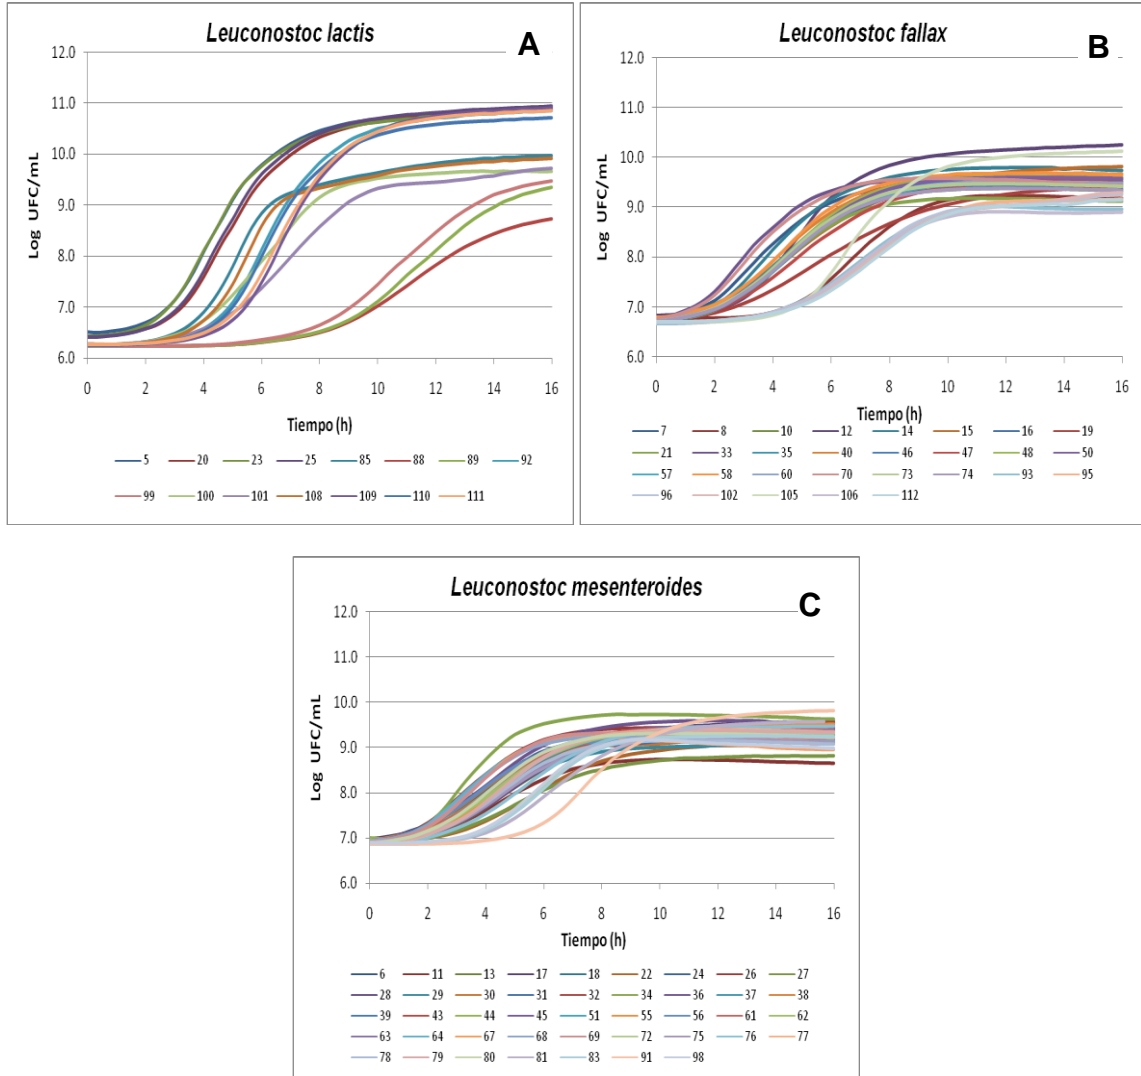 Leuconostoc lactis
A
12.0
11.0
10.0
9.0
8.0
7.0
6.0
Log UFC/mL
0 2 4 6 8 10 12 14 16
Tiempo (h)
5 20 23 25 85 88 89 92
99 100 101 108 109 110 111
Leuconostoc fallax
B
12.0
11.0
10.0
9.0
8.0
7.0
6.0
Log UFC/mL
0 2 4 6 8 10 12 14 16
Tiempo (h)
7 8 10 12 14 15 16 19
21 33 35 40 46 47 48 50
57 58 60 70 73 74 93 95
96 102 105 106 112
Leuconostoc mesenteroides
C
12.0
11.0
10.0
9.0
8.0
7.0
6.0
Log UFC/mL
0 2 4 6 8 10 12 14 16
Tiempo (h)
6 11 13 17 18 22 24 26 27
28 29 30 31 32 34 36 37 38
39 43 44 45 51 55 56 61 62
63 64 67 68 69 72 75 76 77
78 79 80 81 83 91 98